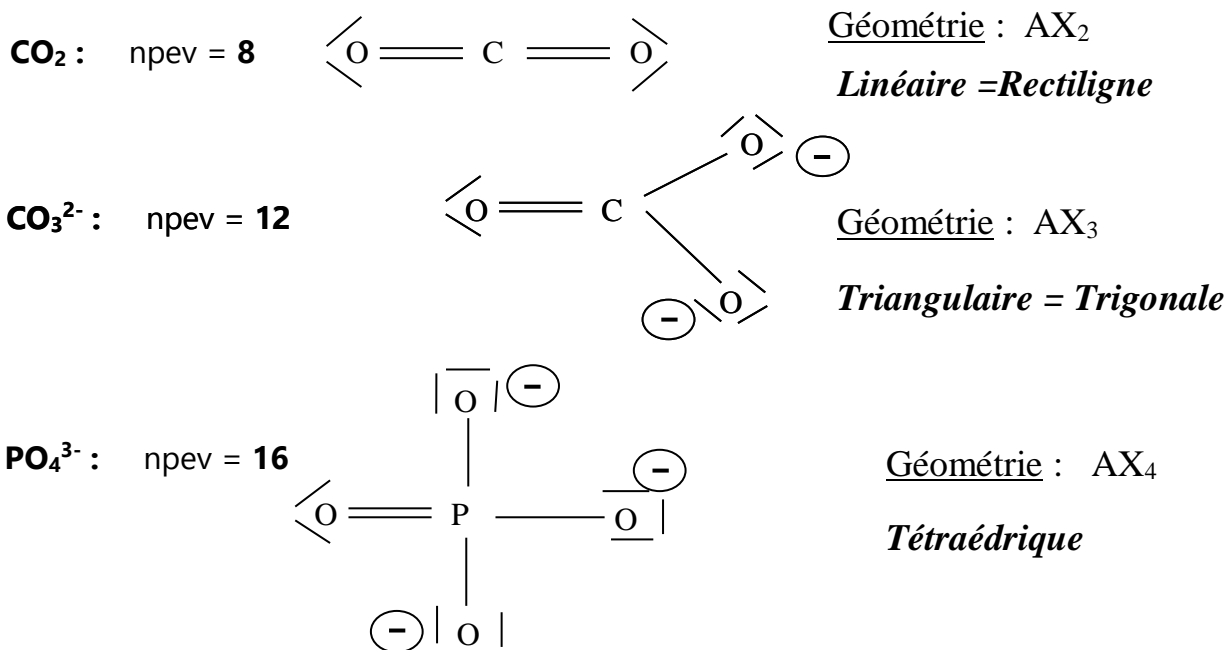 CO₂ : npev = 8 O C O Géométrie : AX₂
Linéaire =Rectiligne
O −
CO₃²⁻ : npev = 12 O C Géométrie : AX₃
− O Triangulaire = Trigonale
O −
PO₄³⁻ : npev = 16 − Géométrie : AX₄
O P O
Tétraédrique
− O